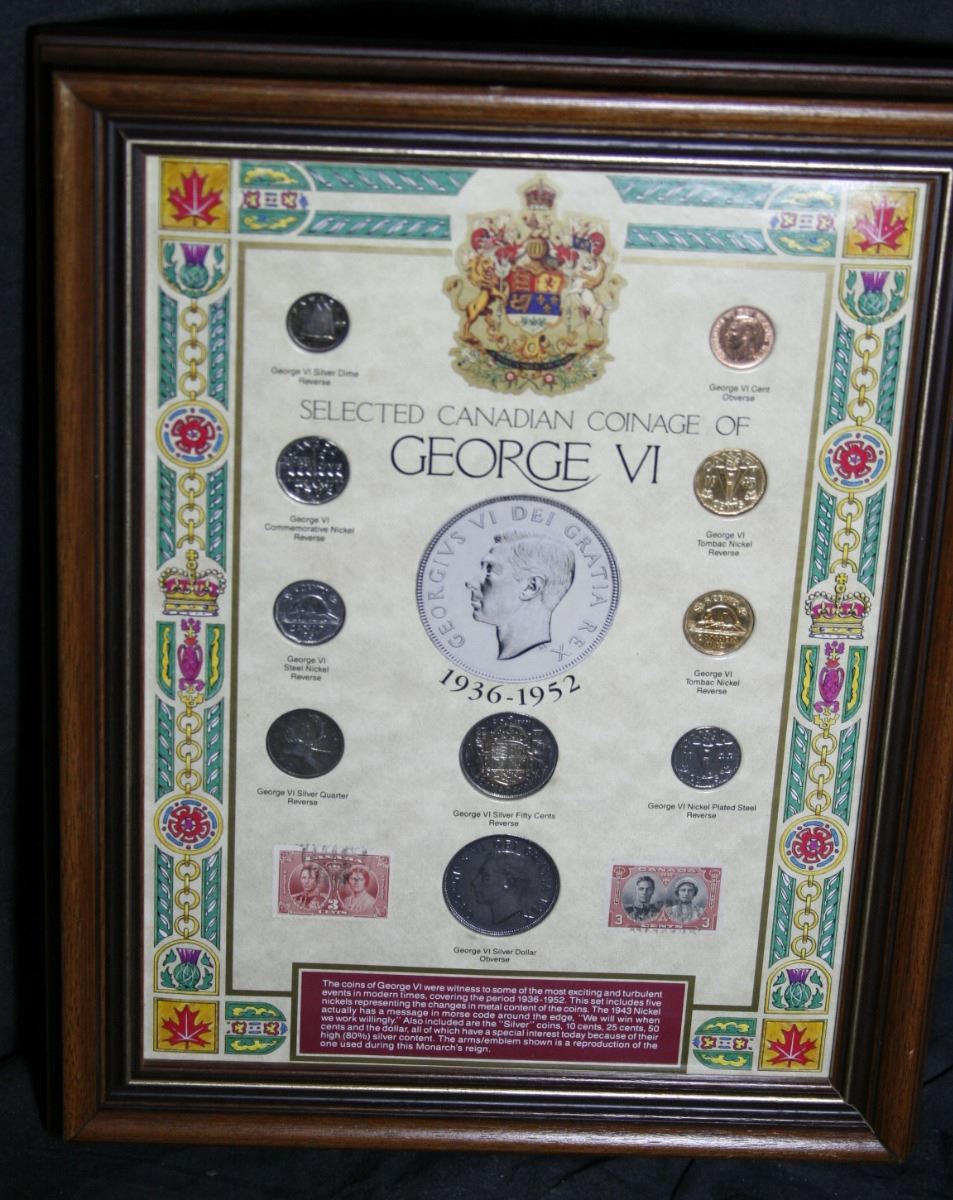 George VI Silver Dime
Reverse
George VI Cent
Obverse
SELECTED CANADIAN COINAGE OF
GEORGE VI
George VI
Commemorative Nickel
Reverse
George VI
Tombac Nickel
Reverse
GEORGIVS VI DEI GRATIA REX
1936-1952
George VI
Steel Nickel
Reverse
George VI
Tombac Nickel
Reverse
George VI Silver Quarter
Reverse
George VI Silver Fifty Cents
Reverse
George VI Nickel Plated Steel
Reverse
CANADA
3
CENTS
CANADA
3 3
CENTS
George VI Silver Dollar
Obverse
The coins of George VI were witness to some of the most exciting and turbulent
events in modern times, covering the period 1936-1952. This set includes five
nickels representing the changes in metal content of the coins. The 1943 Nickel
actually has a message in morse code around the edge, "We will win when
we work willingly." Also included are the "Silver" coins, 10 cents, 25 cents, 50
cents and the dollar, all of which have a special interest today because of their
high (80%) silver content. The arms/emblem shown is a reproduction of the
one used during this Monarch's reign.